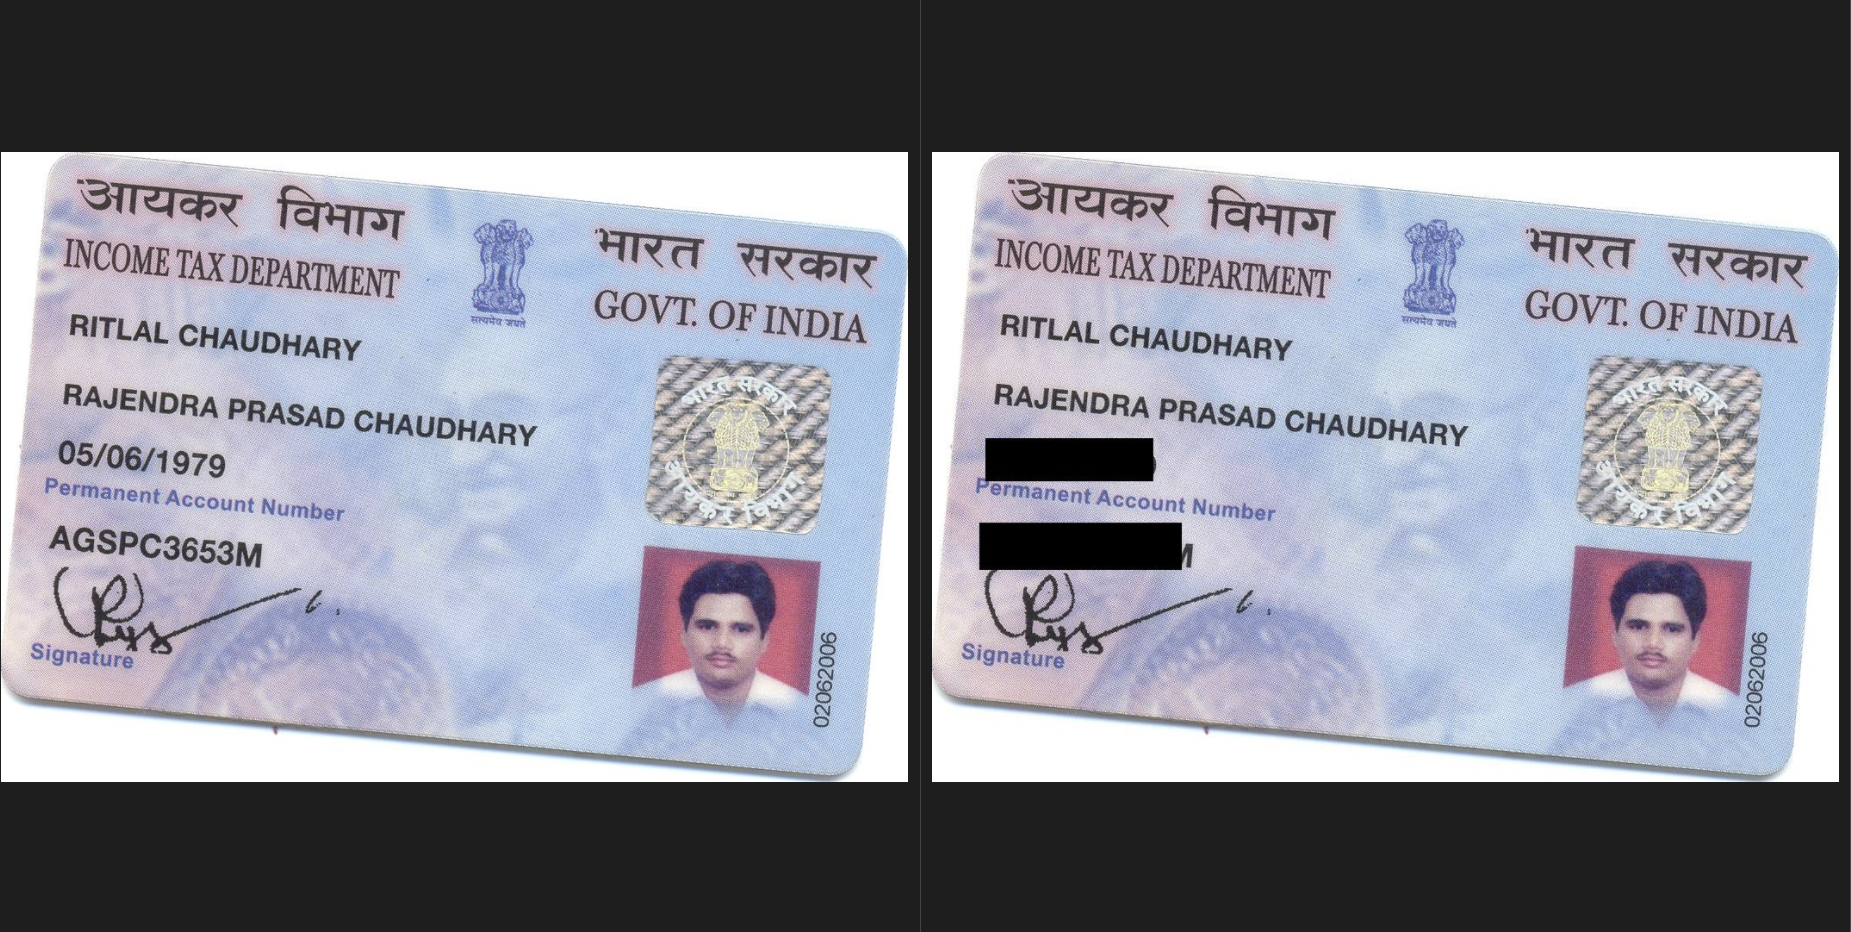 आयकर विभाग
INCOME TAX DEPARTMENT
सत्यमेव जयते
भारत सरकार
GOVT. OF INDIA
RITLAL CHAUDHARY
RAJENDRA PRASAD CHAUDHARY
05/06/1979
Permanent Account Number
AGSPC3653M
Signature
भारत सरकार
आयकर विभाग
02062006
आयकर विभाग
INCOME TAX DEPARTMENT
सत्यमेव जयते
भारत सरकार
GOVT. OF INDIA
RITLAL CHAUDHARY
RAJENDRA PRASAD CHAUDHARY
Permanent Account Number
M
Signature
भारत सरकार
आयकर विभाग
02062006